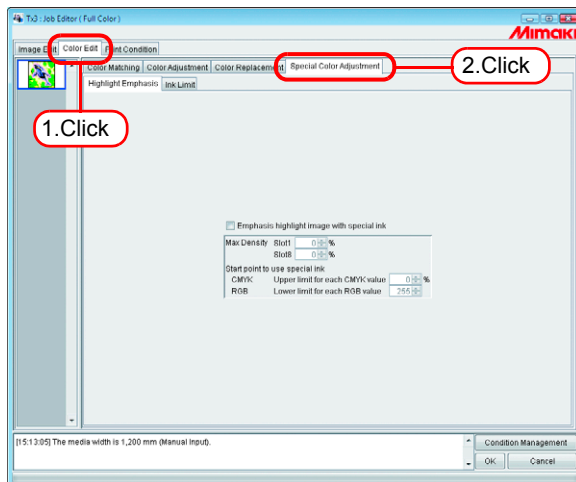 Tx3 : Job Editor ( Full Color )
Mimaki
Image Edit Color Edit Print Condition
Color Matching Color Adjustment Color Replacement Special Color Adjustment
2.Click
Highlight Emphasis Ink Limit
1.Click
Emphasis highlight image with special ink
Max Density Slot1 0 %
Slot8 0 %
Start point to use special ink
CMYK Upper limit for each CMYK value 0 %
RGB Lower limit for each RGB value 255
[15:13:05] The media width is 1,200 mm (Manual Input).
Condition Management
OK Cancel